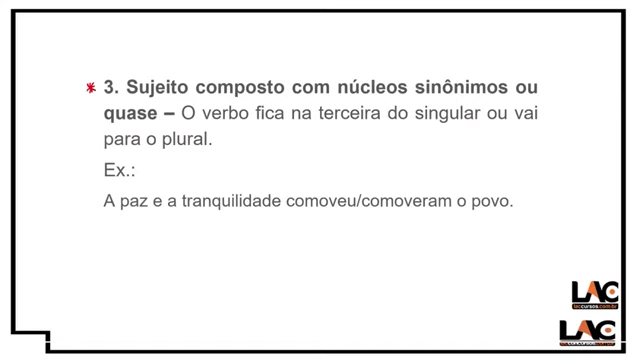 3. Sujeito composto com núcleos sinônimos ou
quase – O verbo fica na terceira do singular ou vai
para o plural.
Ex.:
A paz e a tranquilidade comoveu/comoveram o povo.
LAC
laccursos.com.br
LAC